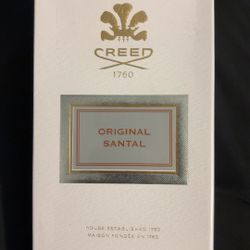 CREED
1760
ORIGINAL
SANTAL
HOUSE ESTABLISHED 1760
MAISON FONDÉE EN 1760